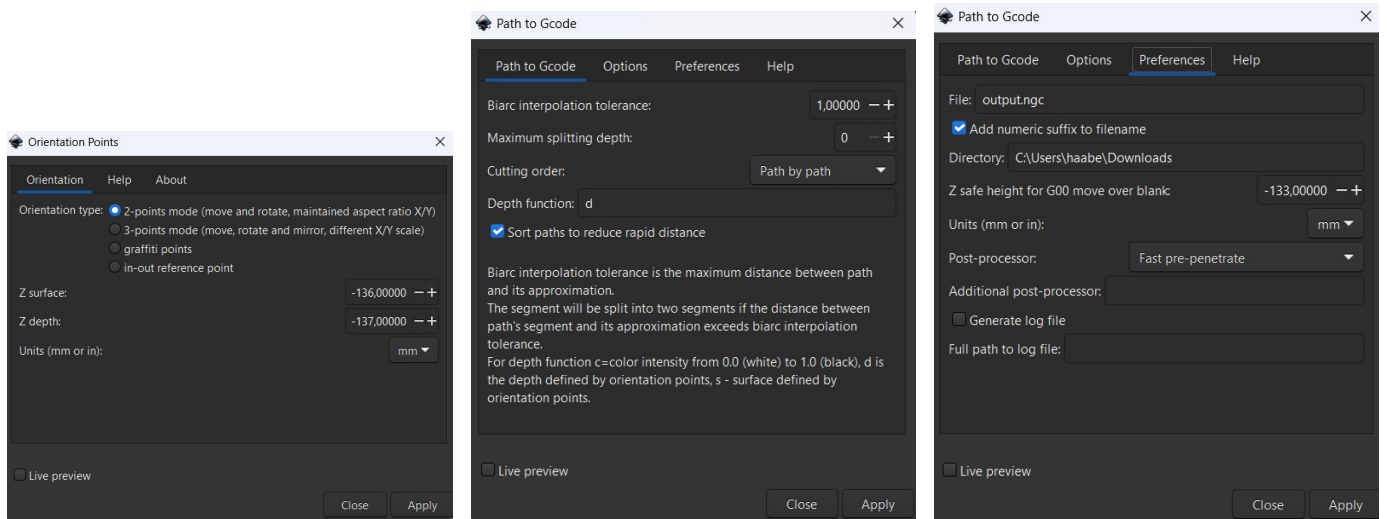 Orientation Points
Orientation Help About
Orientation type: 2-points mode (move and rotate, maintained aspect ratio X/Y)
3-points mode (move, rotate and mirror, different X/Y scale)
graffiti points
in-out reference point
Z surface: -136,00000
Z depth: -137,00000
Units (mm or in): mm
Live preview
Close Apply
Path to Gcode
Path to Gcode Options Preferences Help
Biarc interpolation tolerance: 1,00000
Maximum splitting depth: 0
Cutting order: Path by path
Depth function: d
Sort paths to reduce rapid distance
Biarc interpolation tolerance is the maximum distance between path
and its approximation.
The segment will be split into two segments if the distance between
path's segment and its approximation exceeds biarc interpolation
tolerance.
For depth function c=color intensity from 0.0 (white) to 1.0 (black), d is
the depth defined by orientation points, s - surface defined by
orientation points.
Live preview
Close Apply
Path to Gcode
Path to Gcode Options Preferences Help
File: output.ngc
Add numeric suffix to filename
Directory: C:\Users\haabe\Downloads
Z safe height for G00 move over blank: -133,00000
Units (mm or in): mm
Post-processor: Fast pre-penetrate
Additional post-processor:
Generate log file
Full path to log file:
Live preview
Close Apply